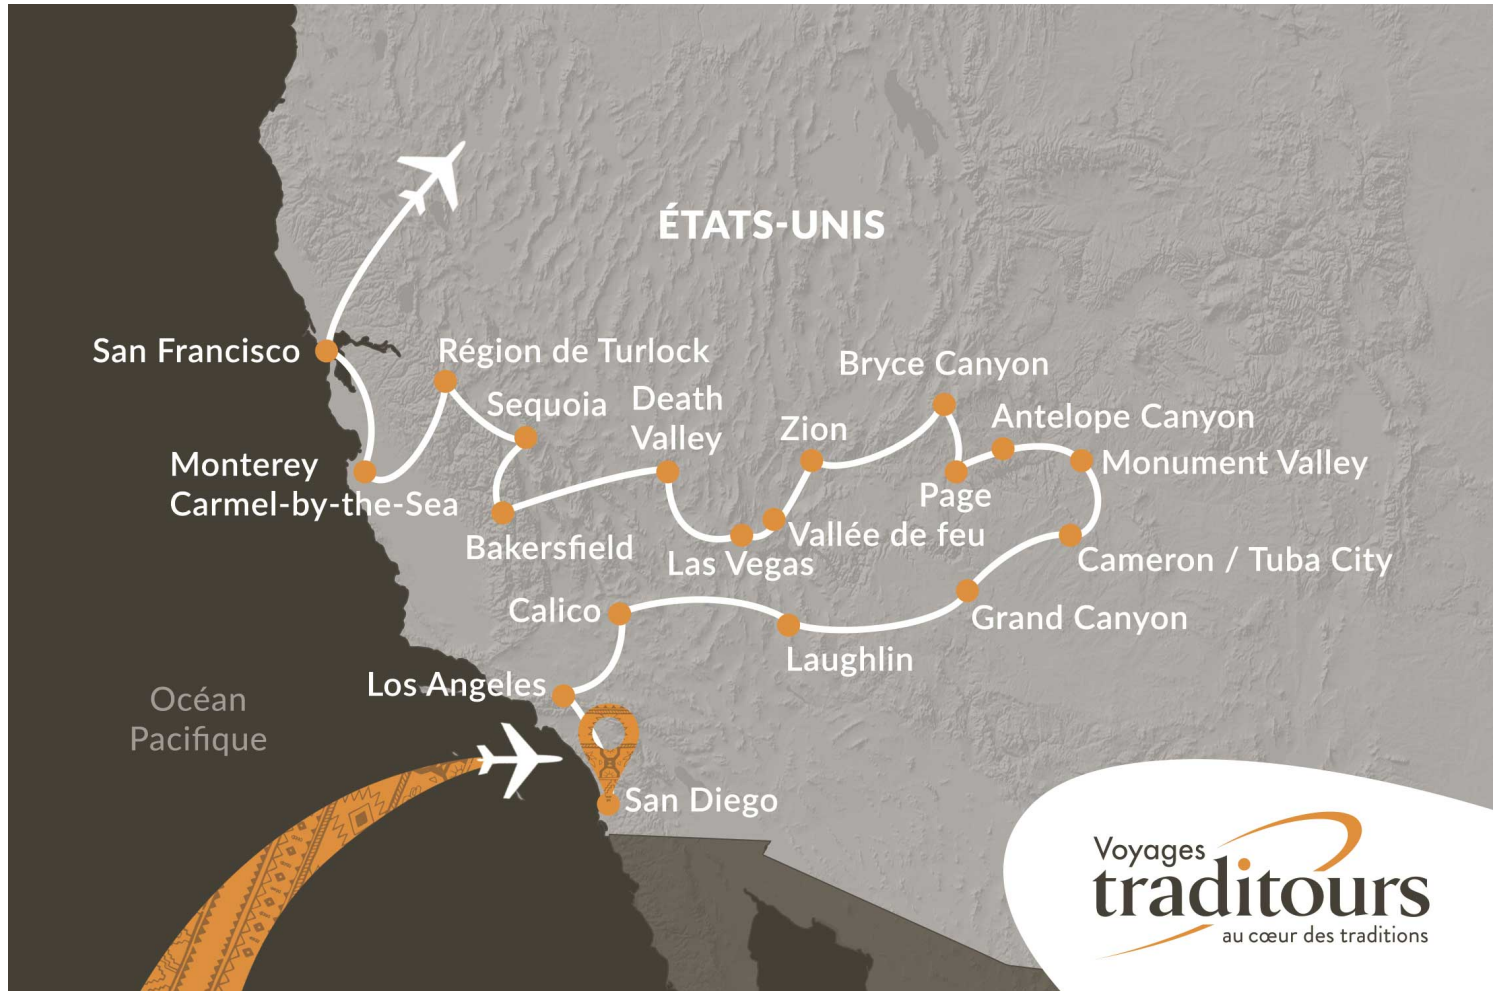 ÉTATS-UNIS
San Francisco
Région de Turlock
Bryce Canyon
Sequoia
Death
Valley
Zion
Antelope Canyon
Monterey
Carmel-by-the-Sea
Monument Valley
Page
Bakersfield
Las Vegas
Vallée de feu
Cameron / Tuba City
Calico
Grand Canyon
Laughlin
Los Angeles
Océan
Pacifique
San Diego
Voyages
traditours
au cœur des traditions